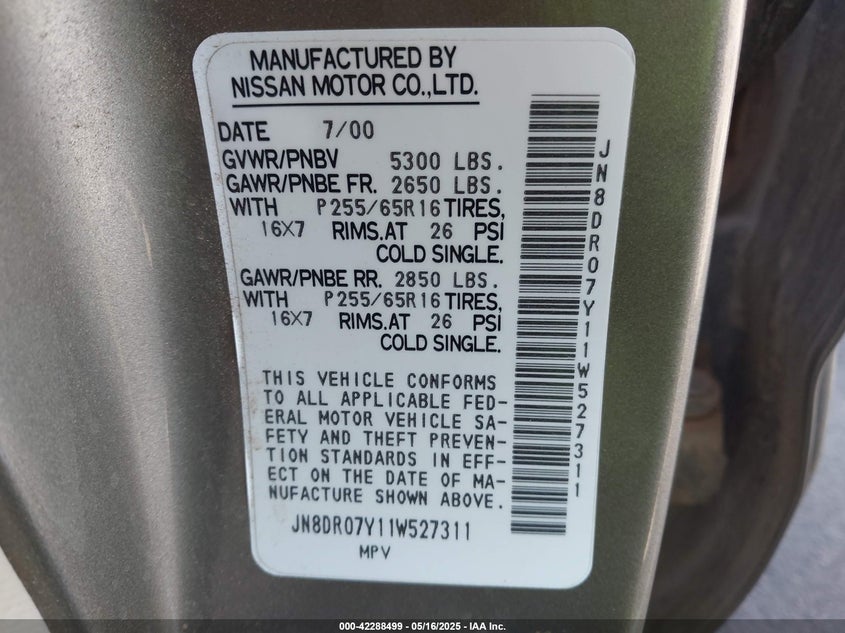 MANUFACTURED BY
NISSAN MOTOR CO.,LTD.
DATE 7/00
GVWR/PNBV 5300 LBS.
GAWR/PNBE FR. 2650 LBS.
WITH P255/65R16 TIRES,
16X7 RIMS.AT 26 PSI
COLD SINGLE.
GAWR/PNBE RR. 2850 LBS.
WITH P255/65R16 TIRES,
16X7 RIMS.AT 26 PSI
COLD SINGLE.
THIS VEHICLE CONFORMS
TO ALL APPLICABLE FED-
ERAL MOTOR VEHICLE SA-
FETY AND THEFT PREVEN-
TION STANDARDS IN EFF-
ECT ON THE DATE OF MA-
NUFACTURE SHOWN ABOVE.
JN8DR07Y11W527311
MPV
JN8DR07Y11W527311
000-42288499 - 05/16/2025 - IAA Inc.